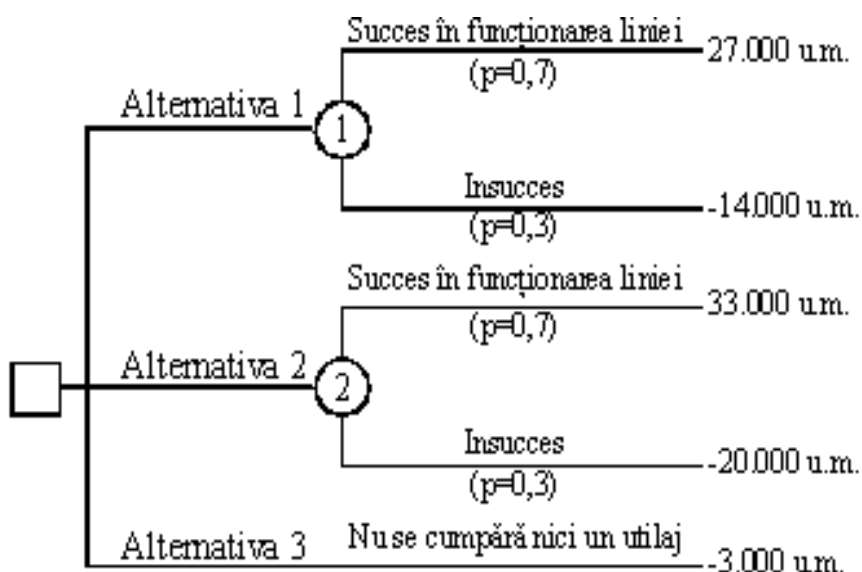 Succes în funcționarea liniei
27.000 u.m.
(p=0,7)
Alternativa 1
1
Insucces
-14.000 u.m.
(p=0,3)
Succes în funcționarea liniei
33.000 u.m.
(p=0,7)
Alternativa 2
2
Insucces
-20.000 u.m.
(p=0,3)
Alternativa 3
Nu se cumpără nici un utilaj
-3.000 u.m.